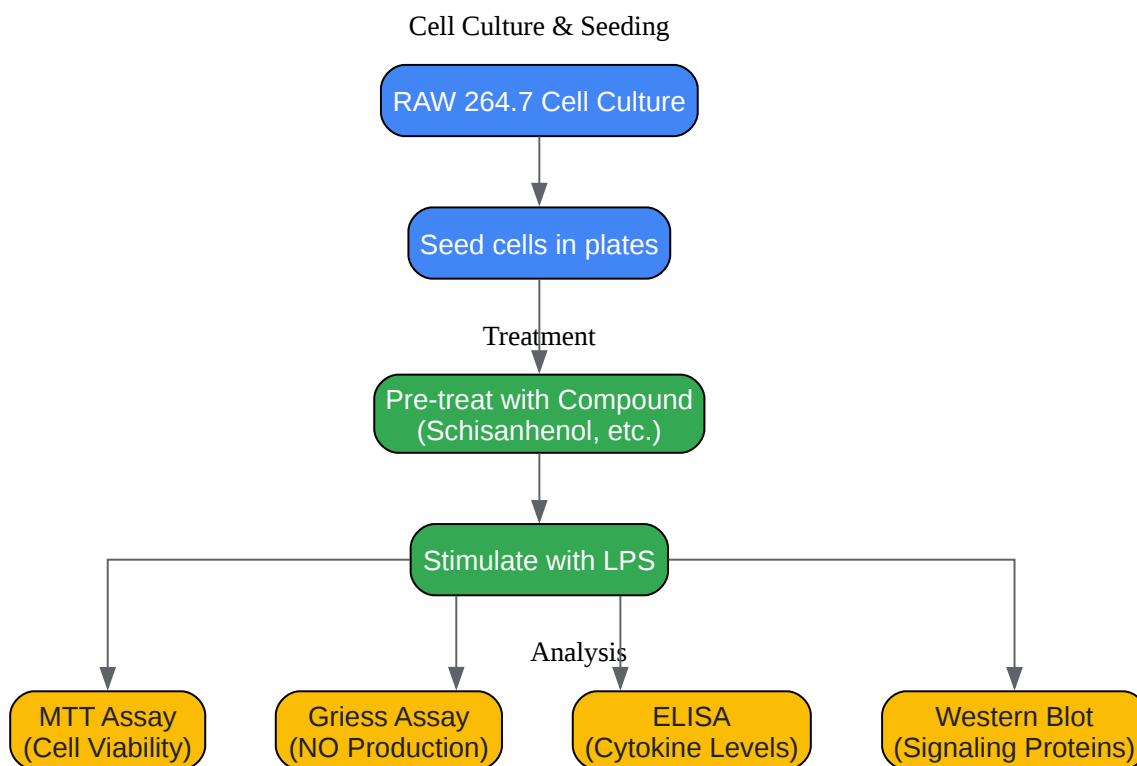 Cell Culture & Seeding
RAW 264.7 Cell Culture
Seed cells in plates
Treatment
Pre-treat with Compound
(Schisanhenol, etc.)
Stimulate with LPS
Analysis
MTT Assay
(Cell Viability)
Griess Assay
(NO Production)
ELISA
(Cytokine Levels)
Western Blot
(Signaling Proteins)